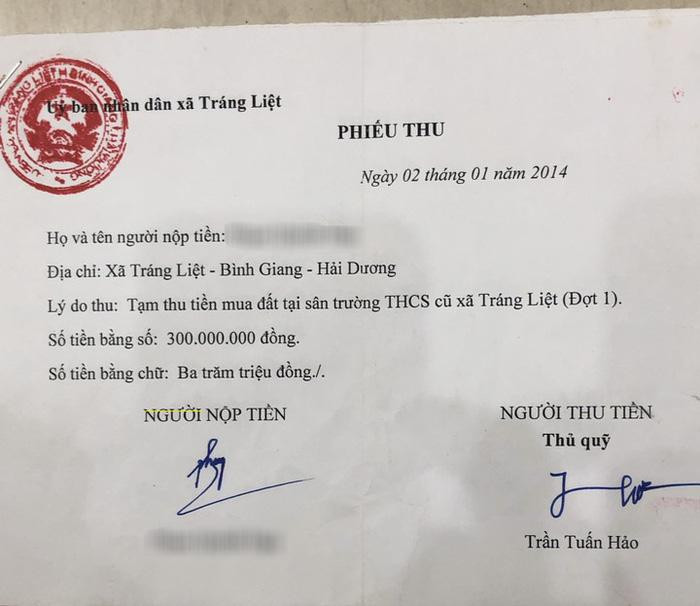 Uỷ ban nhân dân xã Tráng Liệt
PHIẾU THU
Ngày 02 tháng 01 năm 2014
Họ và tên người nộp tiền:
Địa chỉ: Xã Tráng Liệt - Bình Giang - Hải Dương
Lý do thu: Tạm thu tiền mua đất tại sân trường THCS cũ xã Tráng Liệt (Đợt 1).
Số tiền bằng số: 300.000.000 đồng.
Số tiền bằng chữ: Ba trăm triệu đồng./.
NGƯỜI NỘP TIỀN
NGƯỜI THU TIỀN
Thủ quỹ
Trần Tuấn Hảo